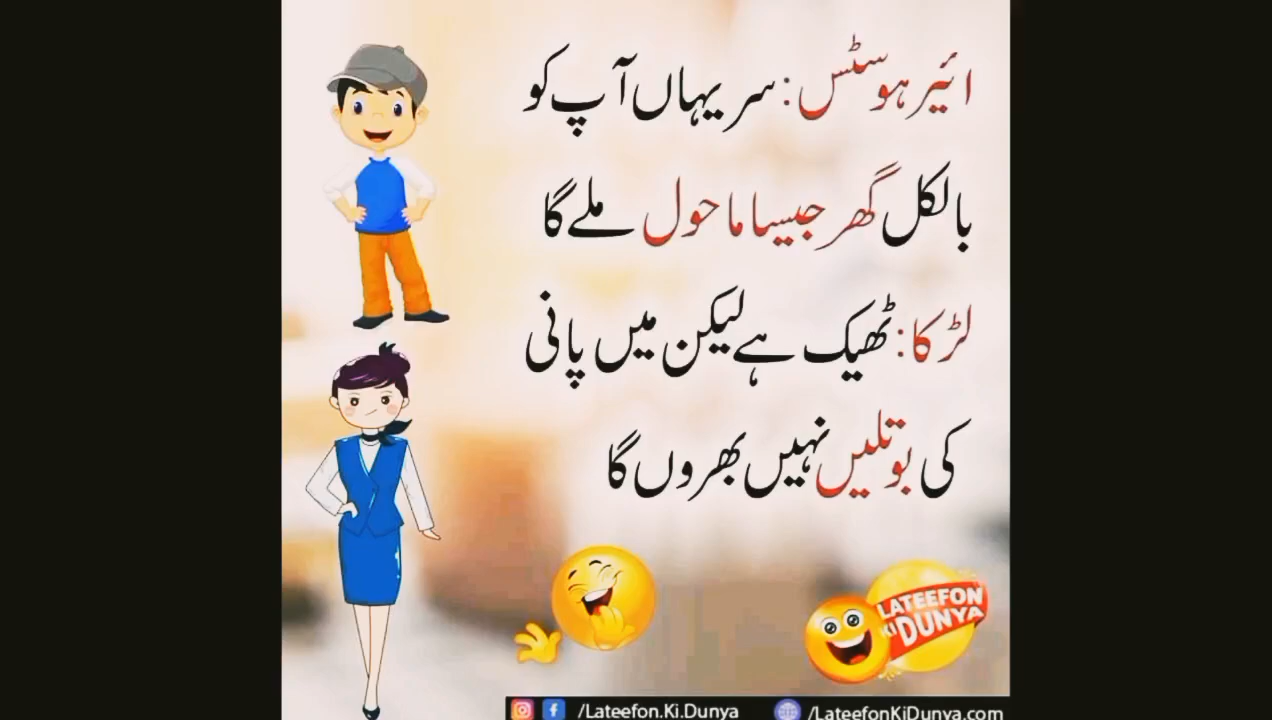 ائیر ہوسٹس: سر یہاں آپ کو
بالکل گھر جیسا ماحول ملے گا
لڑکا: ٹھیک ہے لیکن میں پانی
کی بوتلیں نہیں بھروں گا
LATEEFON
KI DUNYA
/Lateefon.Ki.Dunya
/LateefonKiDunya.com